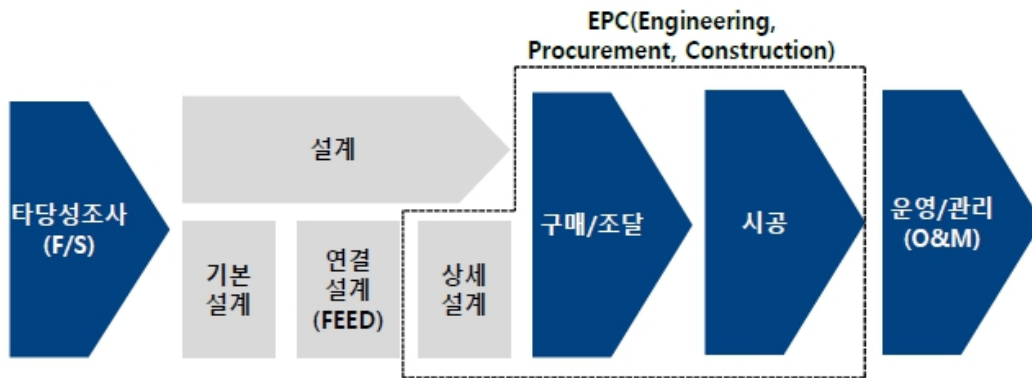 EPC(Engineering,
Procurement, Construction)
타당성조사
(F/S)
설계
기본
설계
연결
설계
(FEED)
상세
설계
구매/조달
시공
운영/관리
(O&M)